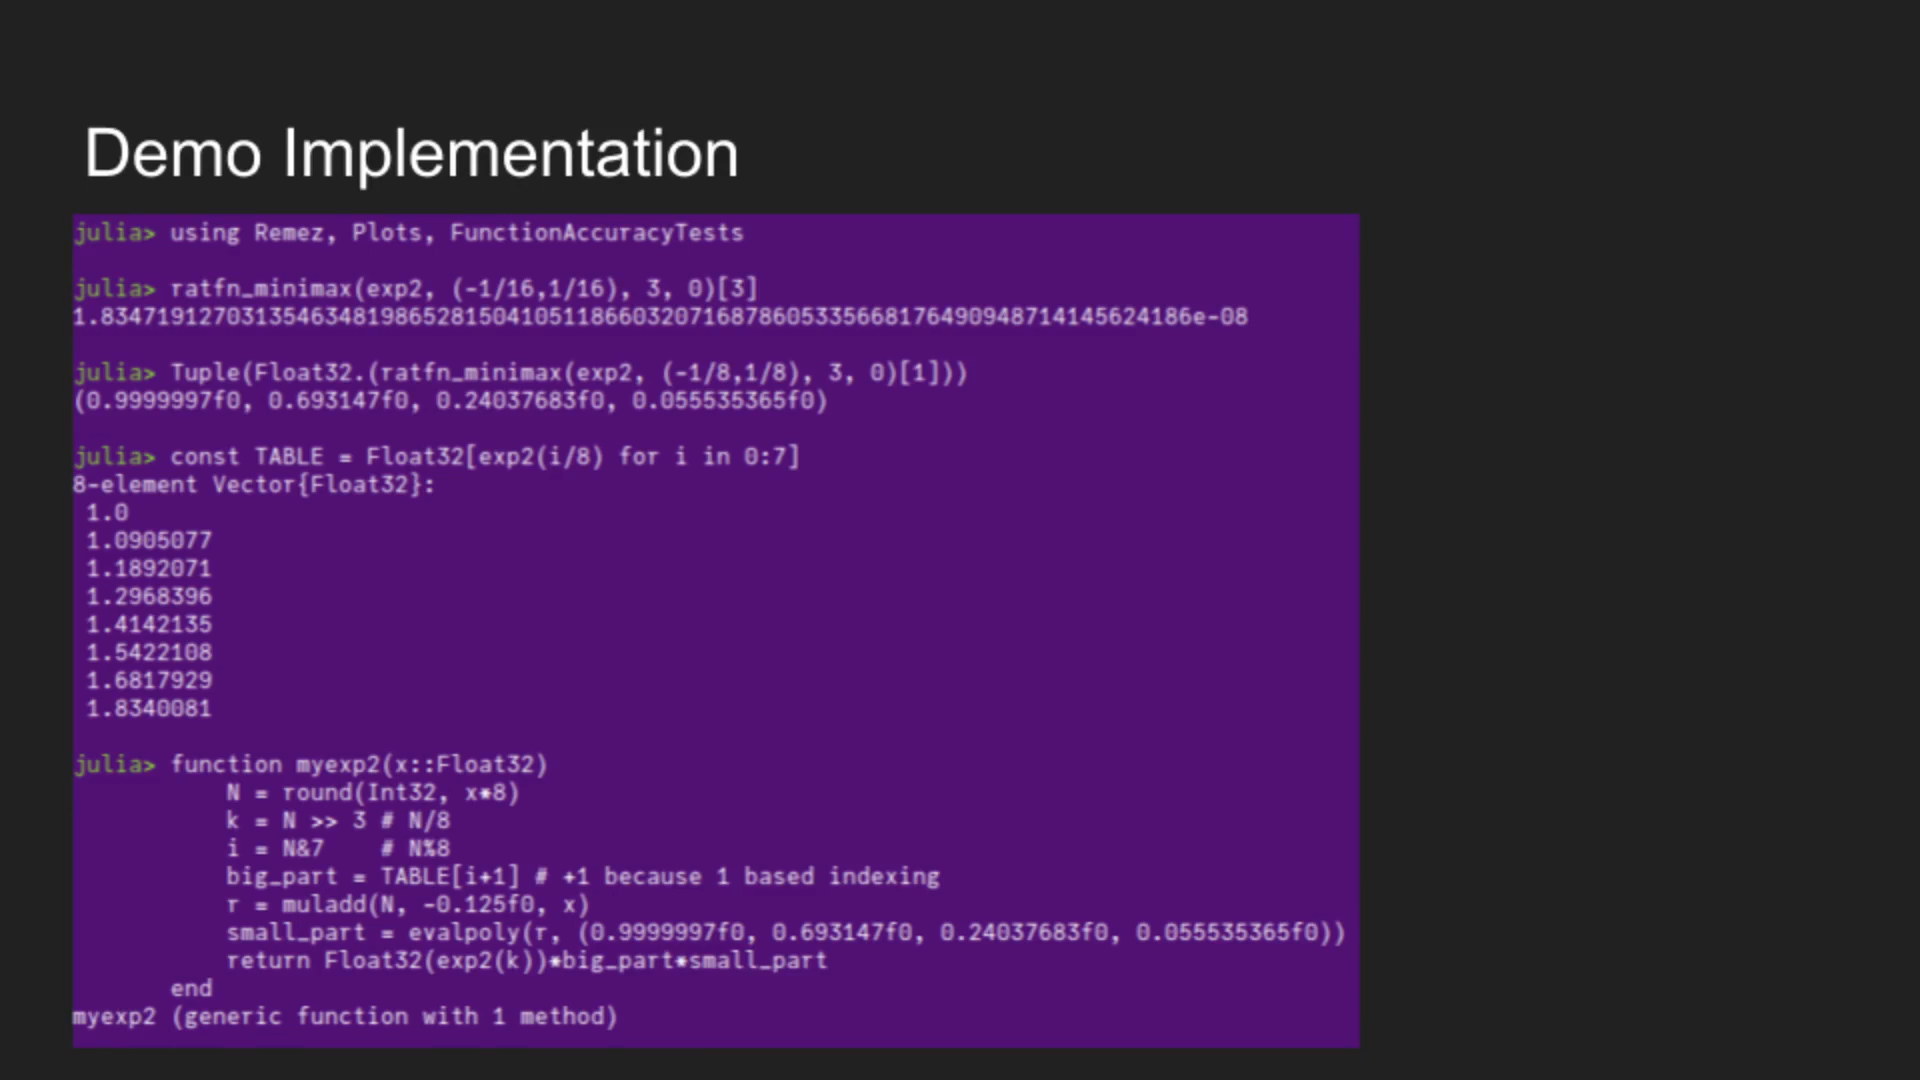 Demo Implementation
julia> using Remez, Plots, FunctionAccuracyTests
julia> ratfn_minimax(exp2, (-1/16,1/16), 3, 0)[3]
1.834719127031354634819865281504105118660320716878605335668176490948714145624186e-08
julia> Tuple(Float32.(ratfn_minimax(exp2, (-1/8,1/8), 3, 0)[1]))
(0.9999997f0, 0.693147f0, 0.24037683f0, 0.055535365f0)
julia> const TABLE = Float32[exp2(i/8) for i in 0:7]
8-element Vector{Float32}:
1.0
1.0905077
1.1892071
1.2968396
1.4142135
1.5422108
1.6817929
1.8340081
julia> function myexp2(x::Float32)
N = round(Int32, x*8)
k = N >> 3 # N/8
i = N&7 # N%8
big_part = TABLE[i+1] # +1 because 1 based indexing
r = muladd(N, -0.125f0, x)
small_part = evalpoly(r, (0.9999997f0, 0.693147f0, 0.24037683f0, 0.055535365f0))
return Float32(exp2(k))*big_part*small_part
end
myexp2 (generic function with 1 method)